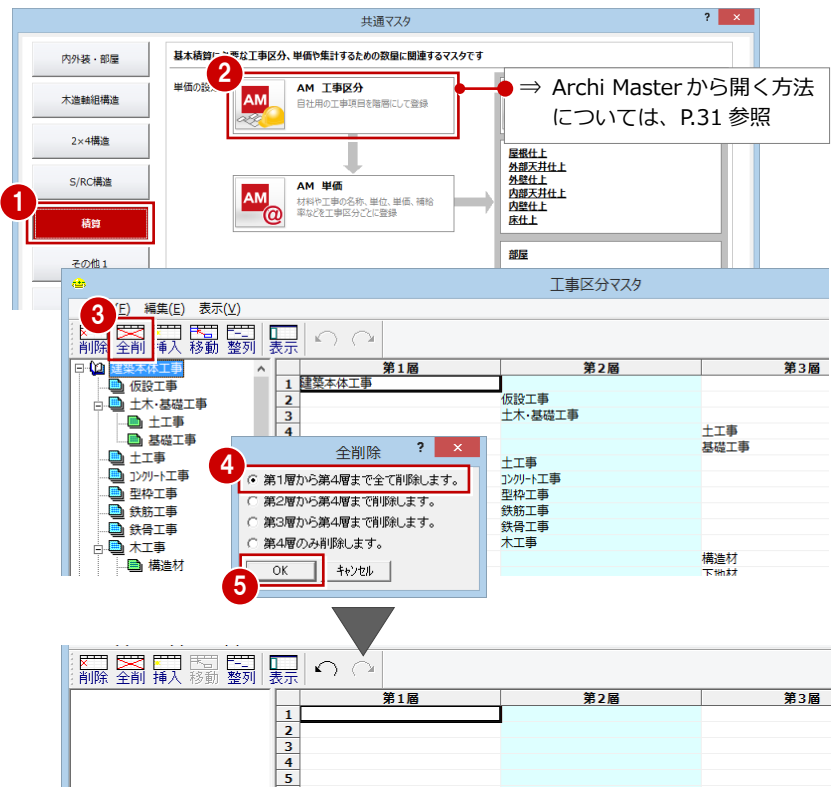 共通マスタ
? ×
内外装・部屋
木造軸組構造
2×4構造
S/RC構造
1
積算
その他1
基本積算に必要な工事区分、単価や集計するための数量に関連するマスタです
単価の設
2
AM
AM 工事区分
自社用の工事項目を階層にして登録
⇒ Archi Master から開く方法
については、P.31 参照
AM
@
AM 単価
材料や工事の名称、単位、単価、補給
率などを工事区分ごとに登録
屋根仕上
外部天井仕上
外壁仕上
内部天井仕上
内壁仕上
床仕上
部屋
工事区分マスタ
3
(F) 編集(E) 表示(V)
削除 全削 挿入 移動 整列 表示
建築本体工事
仮設工事
土木・基礎工事
土工事
基礎工事
土工事
コンクリート工事
型枠工事
鉄筋工事
鉄骨工事
木工事
構造材
第1層 第2層 第3層
1 建築本体工事
2 仮設工事
3 土木・基礎工事
4 土工事
基礎工事
土工事
コンクリート工事
型枠工事
鉄筋工事
鉄骨工事
木工事
構造材
下地材
全削除 ? ×
4
第1層から第4層まで全て削除します。
第2層から第4層まで削除します。
第3層から第4層まで削除します。
第4層のみ削除します。
5
OK キャンセル
削除 全削 挿入 移動 整列 表示
第1層 第2層 第3層
1
2
3
4
5